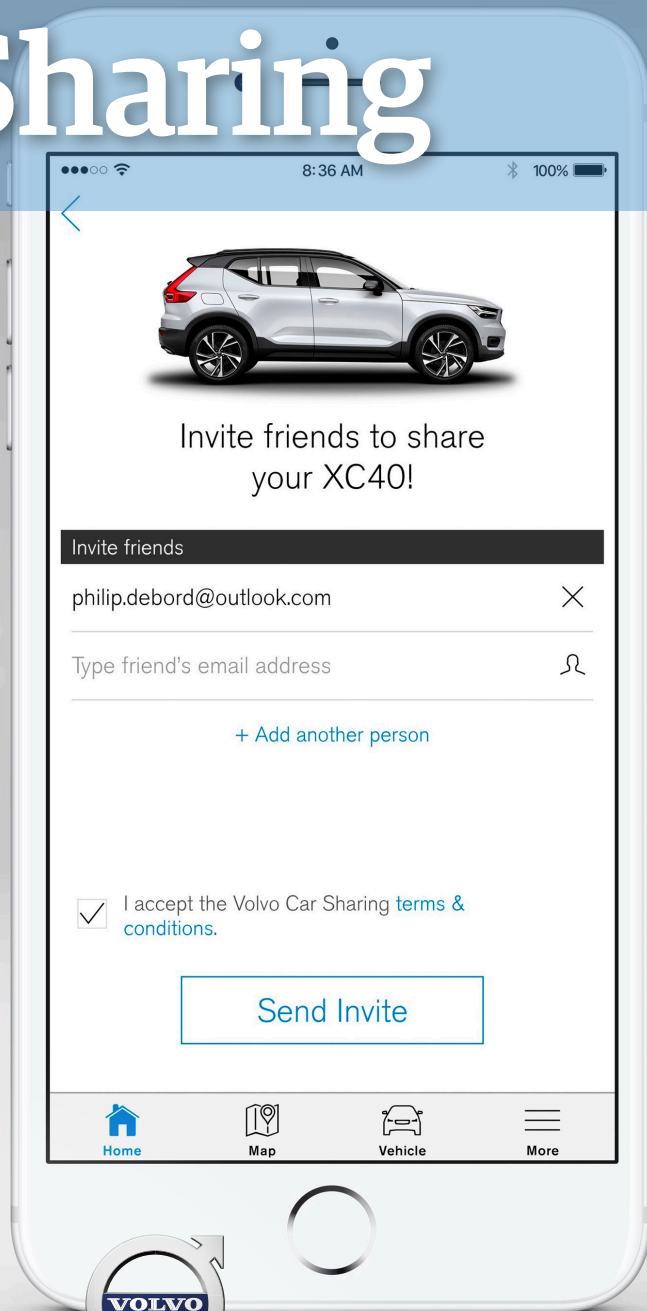 Sharing
8:36 AM
100%
Invite friends to share
your XC40!
Invite friends
philip.debord@outlook.com
Type friend's email address
+ Add another person
I accept the Volvo Car Sharing terms &
conditions.
Send Invite
Home Map Vehicle More
VOLVO